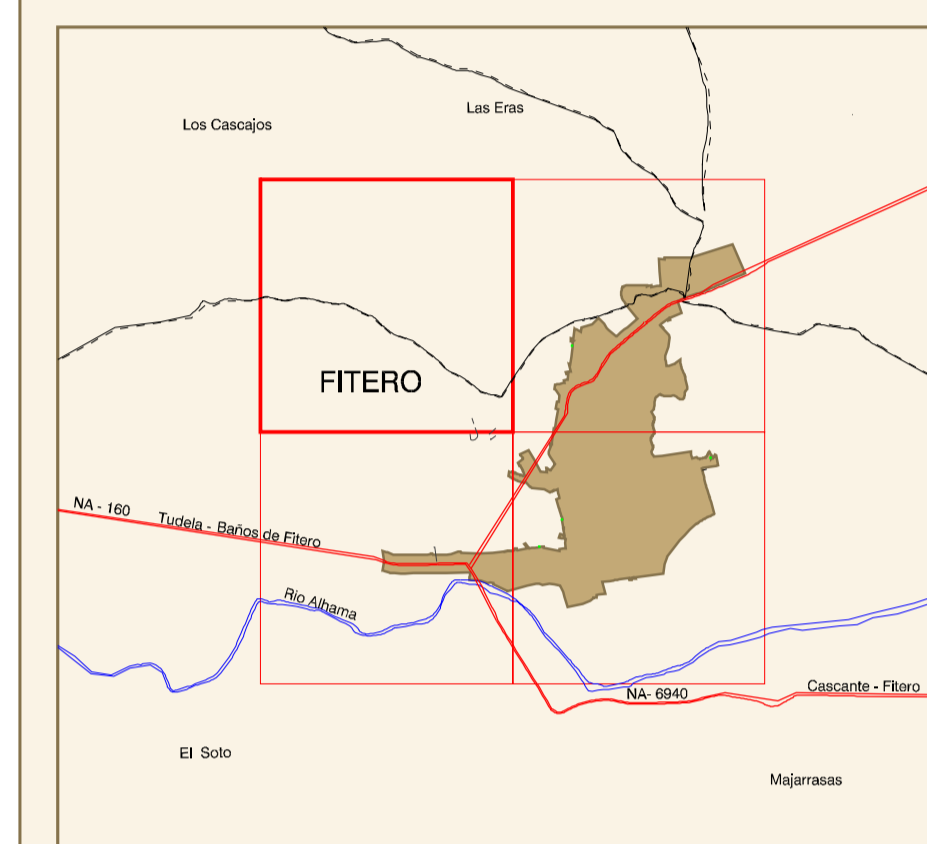 Las Eras
Los Cascajos
FITERO
NA - 160
Tudela - Baños de Fitero
Rio Alhama
NA- 6940
Cascante - Fitero
El Soto
Majarrasas